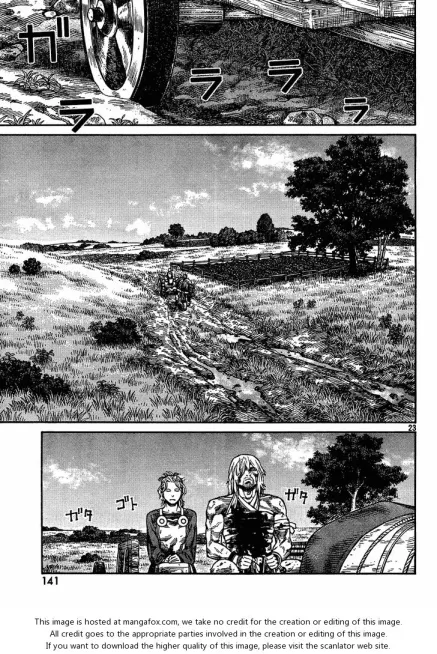 ガ
ラ
ラ
ラ
ラ
23
ガタ
ゴト
ガタ
141
This image is hosted at mangafox.com, we take no credit for the creation or editing of this image.
All credit goes to the appropriate parties involved in the creation or editing of this image.
If you want to download the higher quality of this image, please visit the scanlator web site.